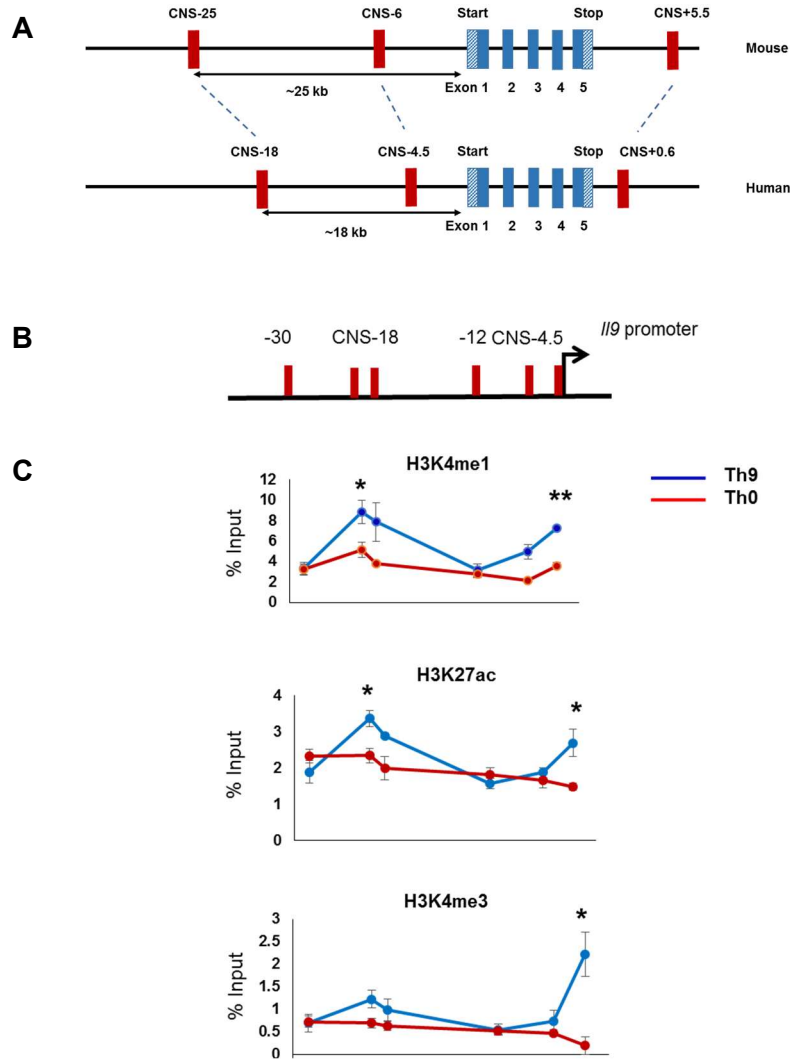 A
CNS-25 CNS-6 Start Stop CNS+5.5
Mouse
~25 kb
Exon 1 2 3 4 5
CNS-18 CNS-4.5 Start Stop CNS+0.6
Human
~18 kb
Exon 1 2 3 4 5
B
-30 CNS-18 -12 CNS-4.5 Il9 promoter
C
H3K4me1
Th9
Th0
% Input
12
10
8
6
4
2
0
* **
H3K27ac
% Input
4
3
2
1
0
* *
H3K4me3
% Input
3
2.5
2
1.5
1
0.5
0
*